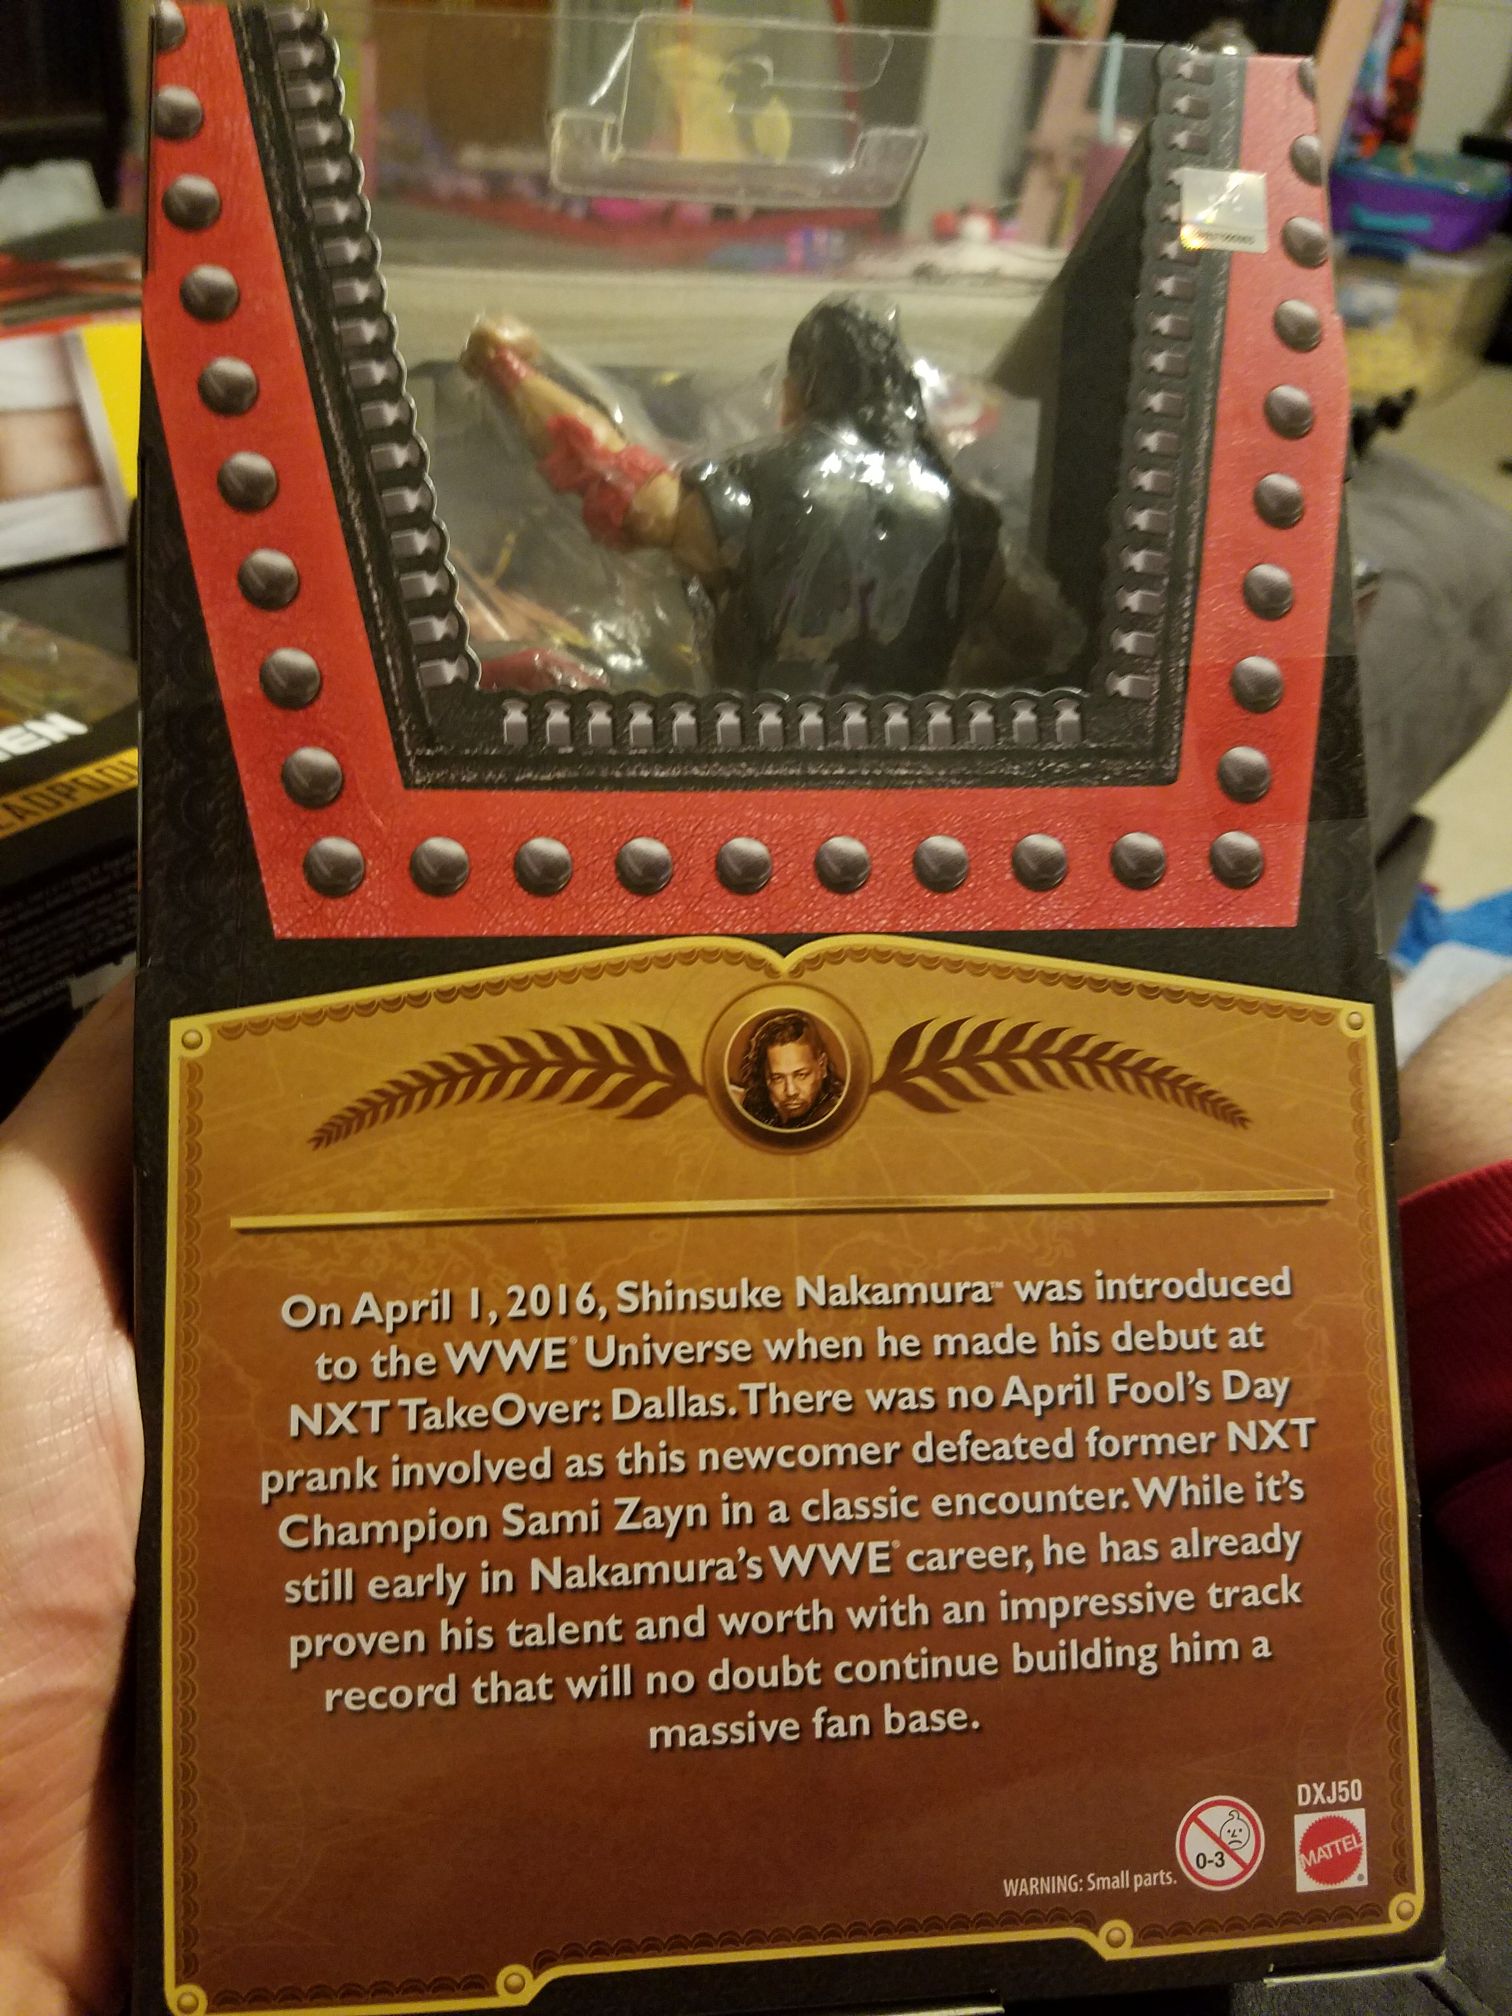 On April 1, 2016, Shinsuke Nakamura™ was introduced
to the WWE® Universe when he made his debut at
NXT TakeOver: Dallas. There was no April Fool's Day
prank involved as this newcomer defeated former NXT
Champion Sami Zayn in a classic encounter. While it's
still early in Nakamura's WWE® career, he has already
proven his talent and worth with an impressive track
record that will no doubt continue building him a
massive fan base.
DXJ50
WARNING: Small parts.
0-3
MATTEL